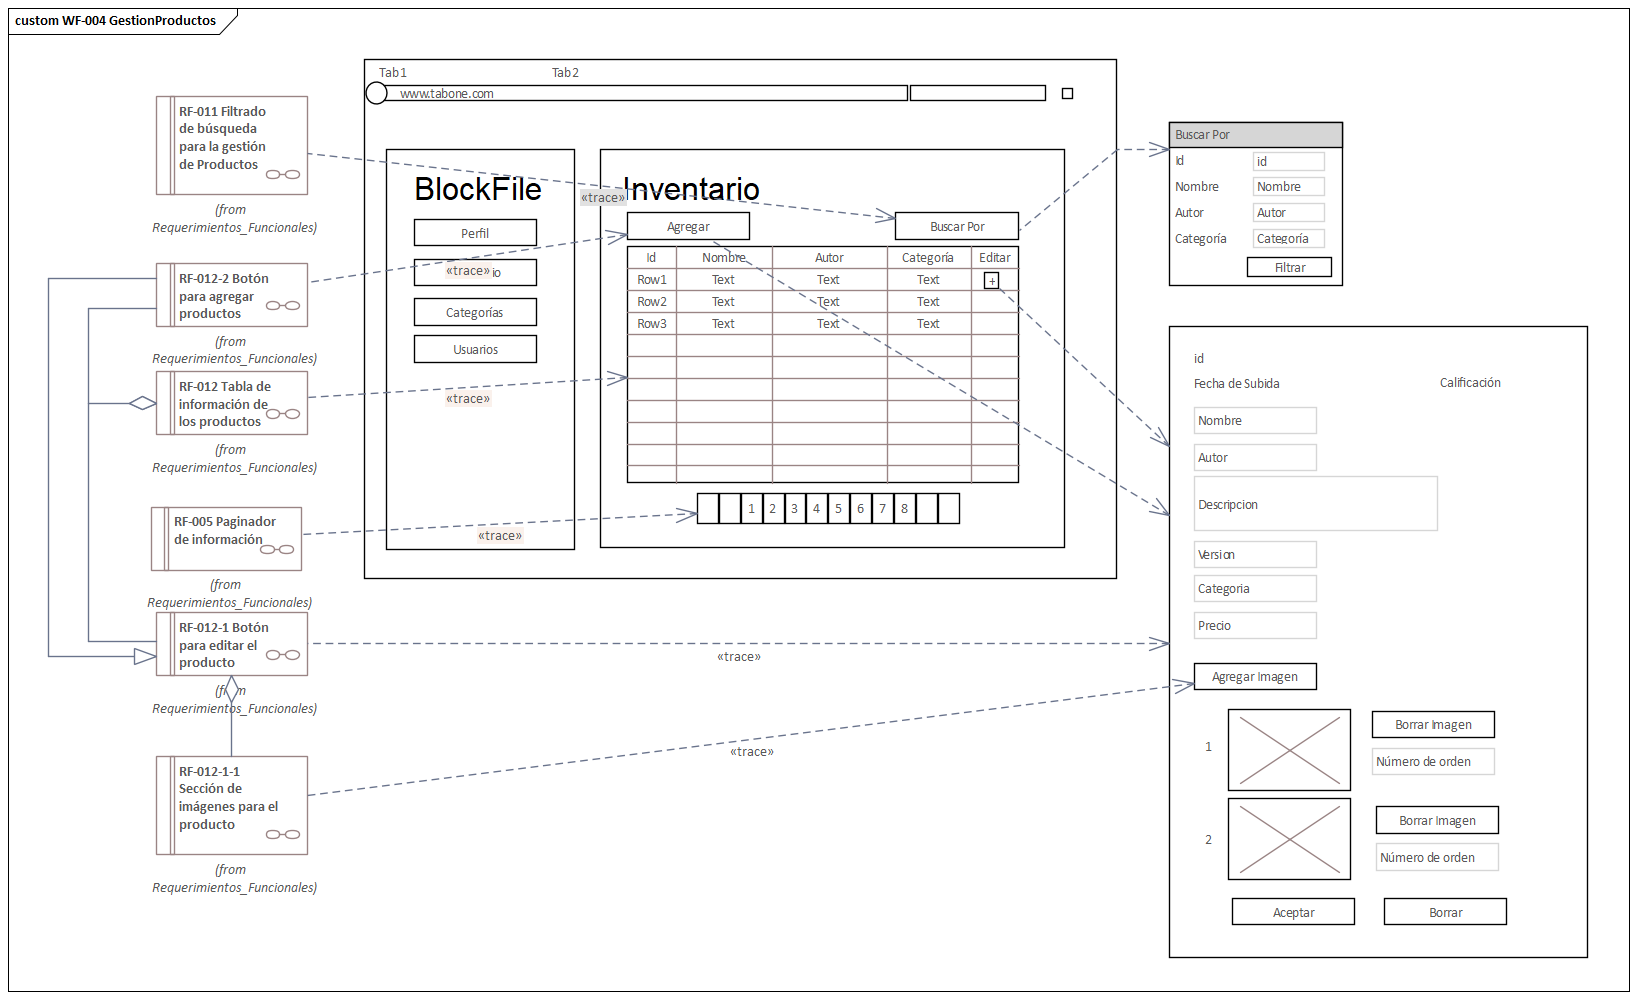 custom WF-004 GestionProductos
RF-011 Filtrado
de búsqueda
para la gestión
de Productos
(from
Requerimientos_Funcionales)
RF-012-2 Botón
para agregar
productos
(from
Requerimientos_Funcionales)
RF-012 Tabla de
información de
los productos
(from
Requerimientos_Funcionales)
RF-005 Paginador
de información
(from
Requerimientos_Funcionales)
RF-012-1 Botón
para editar el
producto
(from
Requerimientos_Funcionales)
RF-012-1-1
Sección de
imágenes para el
producto
(from
Requerimientos_Funcionales)
Tab1 Tab2
www.tabone.com
BlockFile
Perfil
io
Categorías
Usuarios
«trace»
«trace»
«trace»
«trace»
«trace»
«trace»
Inventario
Agregar Buscar Por
Id Nombre Autor Categoría Editar
Row1 Text Text Text +
Row2 Text Text Text
Row3 Text Text Text
1 2 3 4 5 6 7 8
Buscar Por
Id id
Nombre Nombre
Autor Autor
Categoría Categoría
Filtrar
id
Fecha de Subida Calificación
Nombre
Autor
Descripcion
Version
Categoria
Precio
Agregar Imagen
1 Borrar Imagen
Número de orden
2 Borrar Imagen
Número de orden
Aceptar Borrar